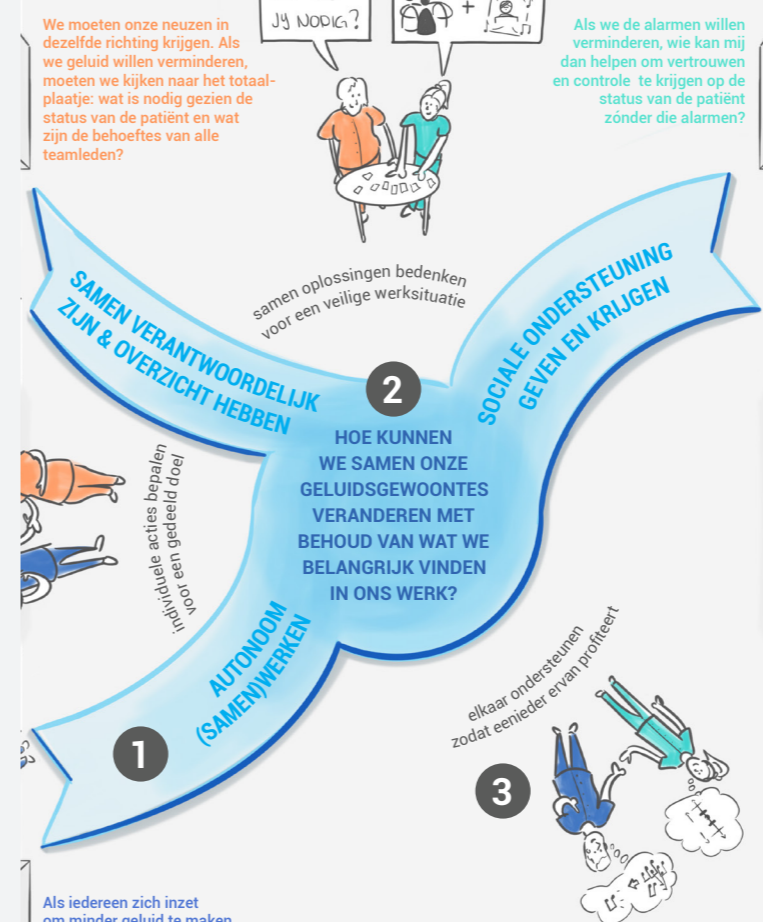 We moeten onze neuzen in
dezelfde richting krijgen. Als
we geluid willen verminderen,
moeten we kijken naar het totaal-
plaatje: wat is nodig gezien de
status van de patiënt en wat
zijn de behoeftes van alle
teamleden?
JY NODIG?
+
Als we de alarmen willen
verminderen, wie kan mij
dan helpen om vertrouwen
en controle te krijgen op de
status van de patiënt
zónder die alarmen?
samen oplossingen bedenken
voor een veilige werksituatie
SAMEN VERANTWOORDELIJK
ZIJN & OVERZICHT HEBBEN
SOCIALE ONDERSTEUNING
GEVEN EN KRIJGEN
2
HOE KUNNEN
WE SAMEN ONZE
GELUIDSGEWOONTES
VERANDEREN MET
BEHOUD VAN WAT WE
BELANGRIJK VINDEN
IN ONS WERK?
individuele acties bepalen
voor een gedeeld doel
AUTONOOM
(SAMEN)WERKEN
1
elkaar ondersteunen
zodat eenieder ervan profiteert
3
Als iedereen zich inzet
om minder geluid te maken